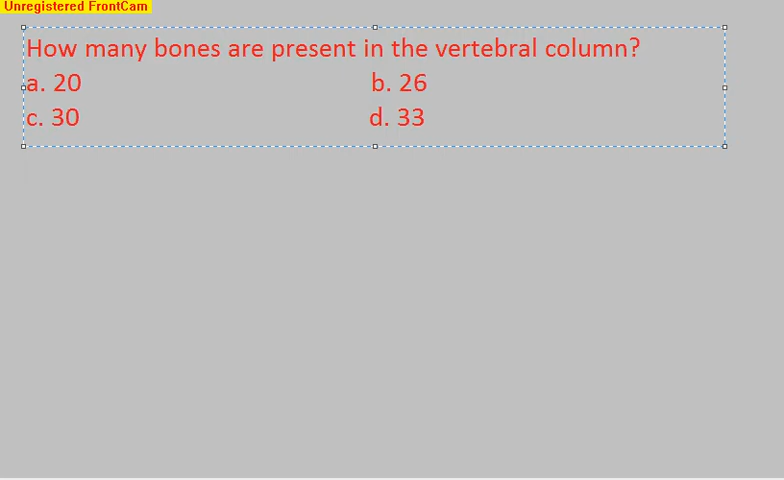 Unregistered FrontCam
How many bones are present in the vertebral column?
a. 20 b. 26
c. 30 d. 33